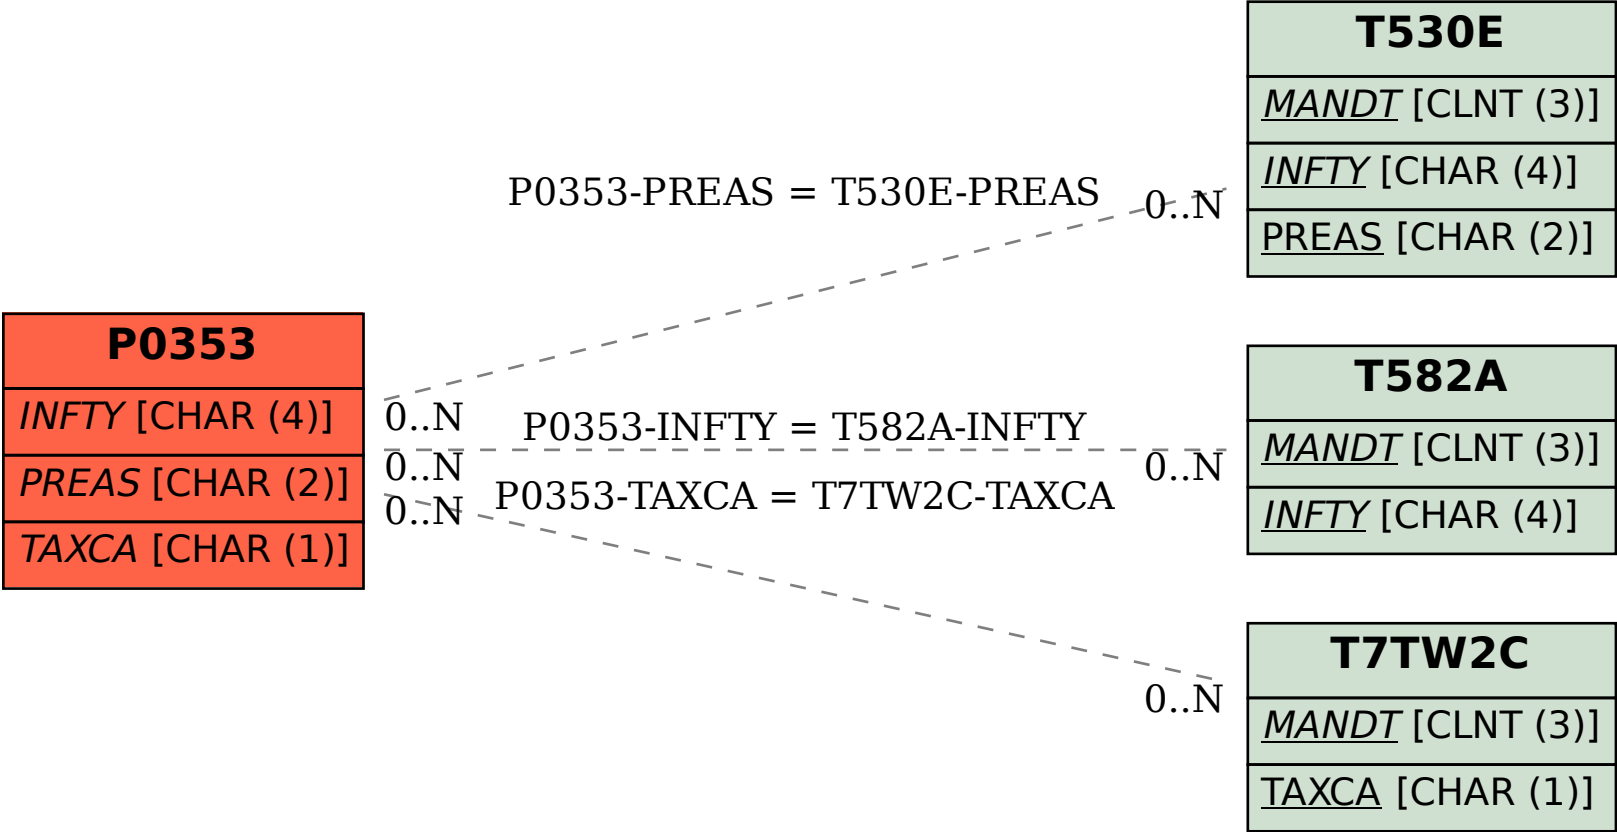 T530E
MANDT [CLNT (3)]
INFTY [CHAR (4)]
PREAS [CHAR (2)]
P0353-PREAS = T530E-PREAS
0..N
P0353
INFTY [CHAR (4)]
PREAS [CHAR (2)]
TAXCA [CHAR (1)]
0..N
P0353-INFTY = T582A-INFTY
0..N
0..N
P0353-TAXCA = T7TW2C-TAXCA
0..N
T582A
MANDT [CLNT (3)]
INFTY [CHAR (4)]
0..N
T7TW2C
MANDT [CLNT (3)]
TAXCA [CHAR (1)]